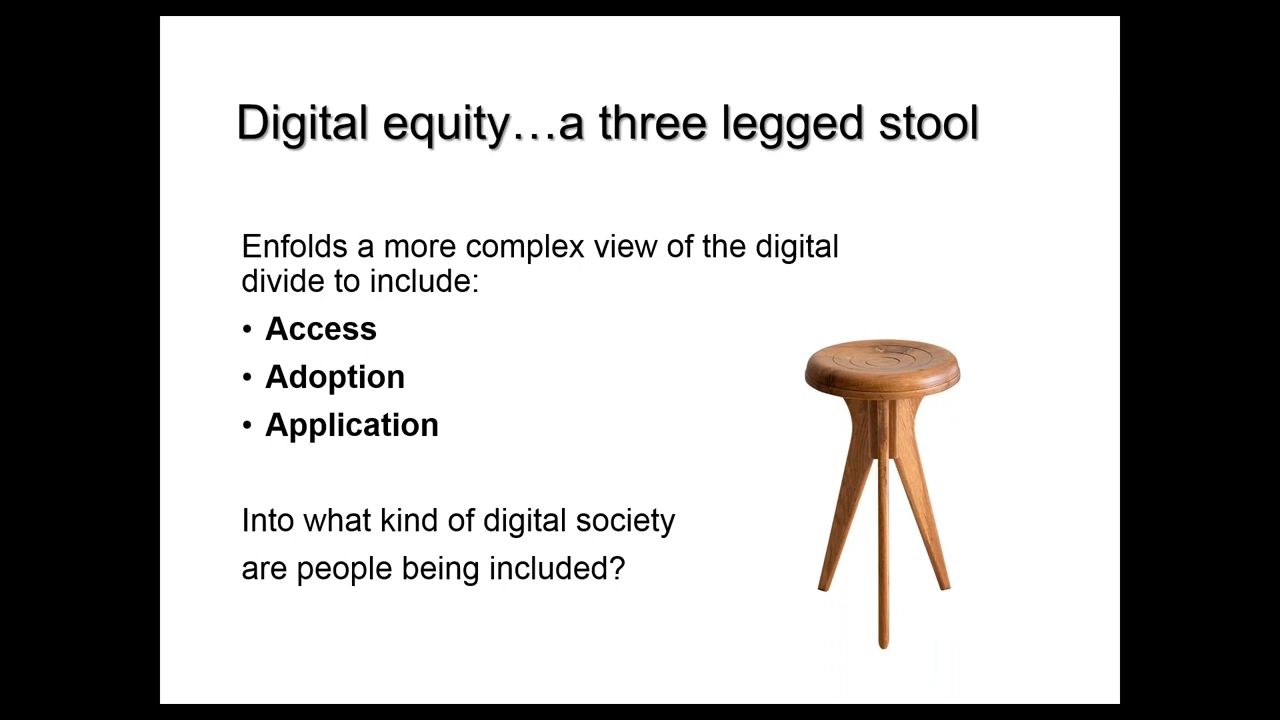 Digital equity…a three legged stool
Enfolds a more complex view of the digital
divide to include:
• Access
• Adoption
• Application
Into what kind of digital society
are people being included?